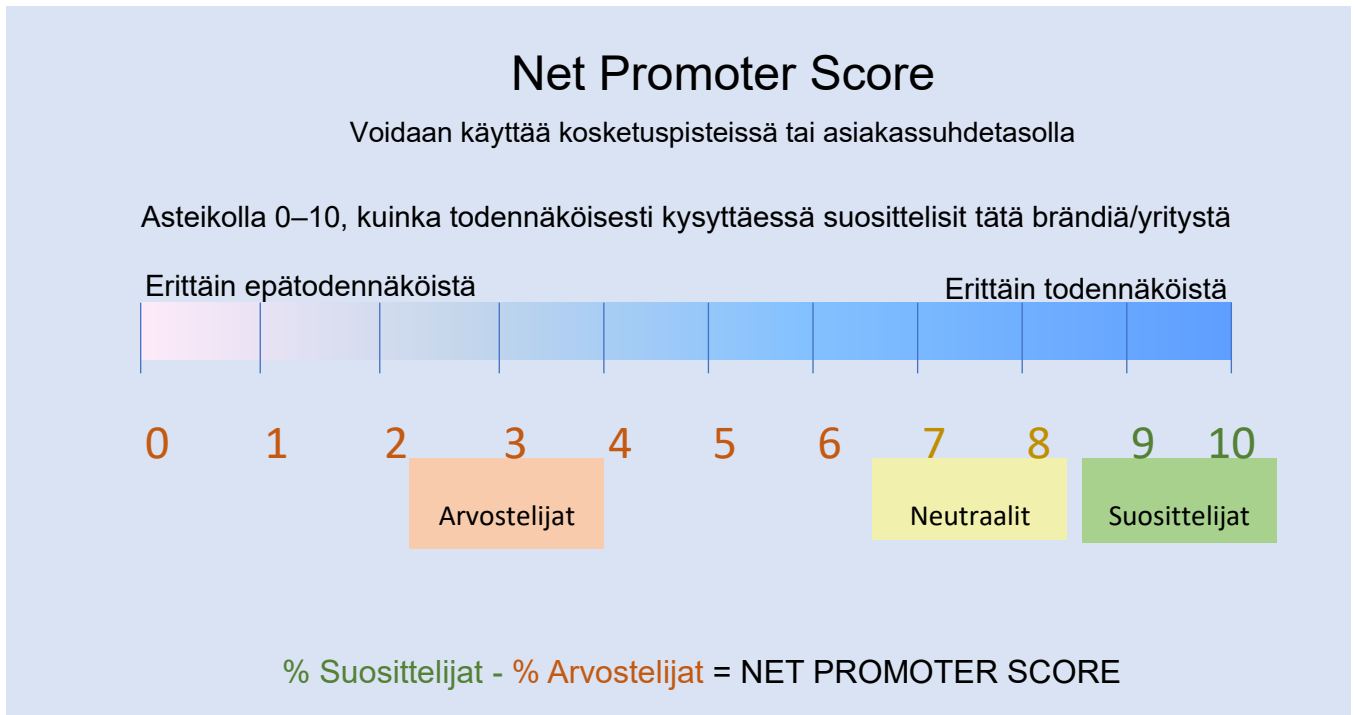 Net Promoter Score
Voidaan käyttää kosketuspisteissä tai asiakassuhdetasolla
Asteikolla 0–10, kuinka todennäköisesti kysyttäessä suosittelisit tätä brändiä/yritystä
Erittäin epätodennäköistä Erittäin todennäköistä
0 1 2 3 4 5 6 7 8 9 10
Arvostelijat Neutraalit Suosittelijat
% Suosittelijat - % Arvostelijat = NET PROMOTER SCORE